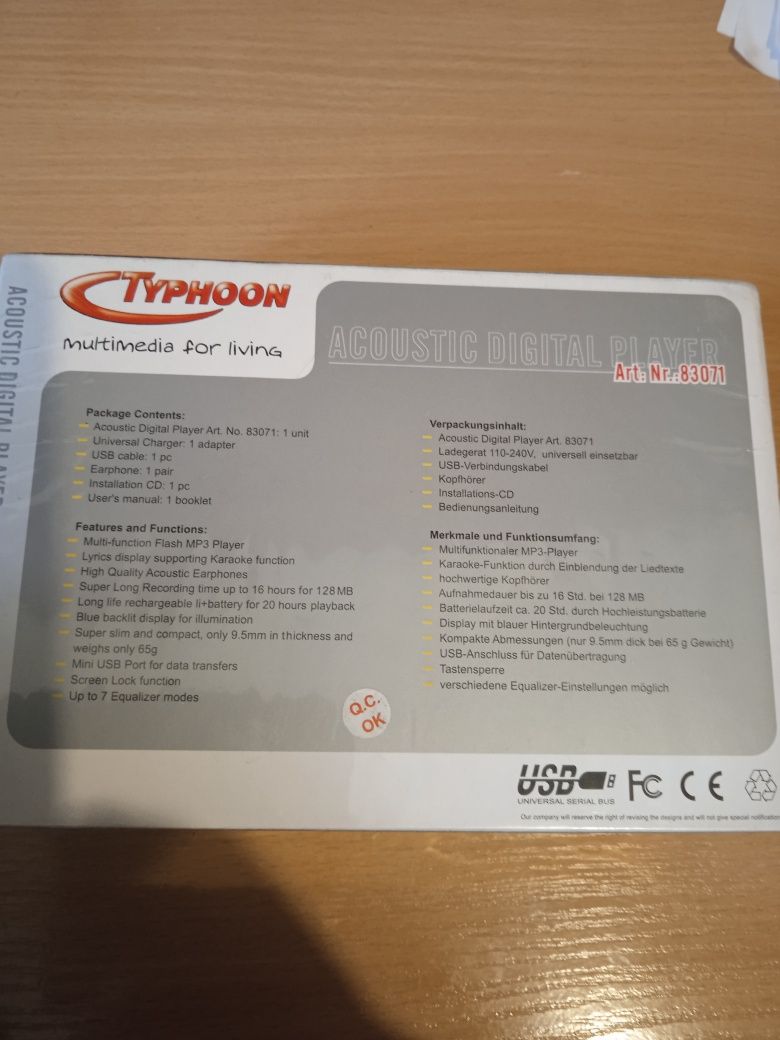 ACOUSTIC DIGITAL PLAYER
TYPHOON
multimedia for living
ACOUSTIC DIGITAL PLAYER
Art: Nr.:83071
Package Contents:
Acoustic Digital Player Art. No. 83071: 1 unit
Universal Charger: 1 adapter
USB cable: 1 pc
Earphone: 1 pair
Installation CD: 1 pc
User's manual: 1 booklet
Features and Functions:
Multi-function Flash MP3 Player
Lyrics display supporting Karaoke function
High Quality Acoustic Earphones
Super Long Recording time up to 16 hours for 128MB
Long life rechargeable li+battery for 20 hours playback
Blue backlit display for illumination
Super slim and compact, only 9.5mm in thickness and
weighs only 65g
Mini USB Port for data transfers
Screen Lock function
Up to 7 Equalizer modes
Verpackungsinhalt:
Acoustic Digital Player Art. 83071
Ladegerat 110-240V, universell einsetzbar
USB-Verbindungskabel
Kopfhörer
Installations-CD
Bedienungsanleitung
Merkmale und Funktionsumfang:
Multifunktionaler MP3-Player
Karaoke-Funktion durch Einblendung der Liedtexte
hochwertige Kopfhörer
Aufnahmedauer bis zu 16 Std. bei 128 MB
Batterielaufzeit ca. 20 Std. durch Hochleistungsbatterie
Display mit blauer Hintergrundbeleuchtung
Kompakte Abmessungen (nur 9.5mm dick bei 65 g Gewicht)
USB-Anschluss für Datenübertragung
Tastensperre
verschiedene Equalizer-Einstellungen möglich
Q.C.
OK
USB
UNIVERSAL SERIAL BUS
FC CE
Our company will reserve the right of revising the designs and will not give special notification